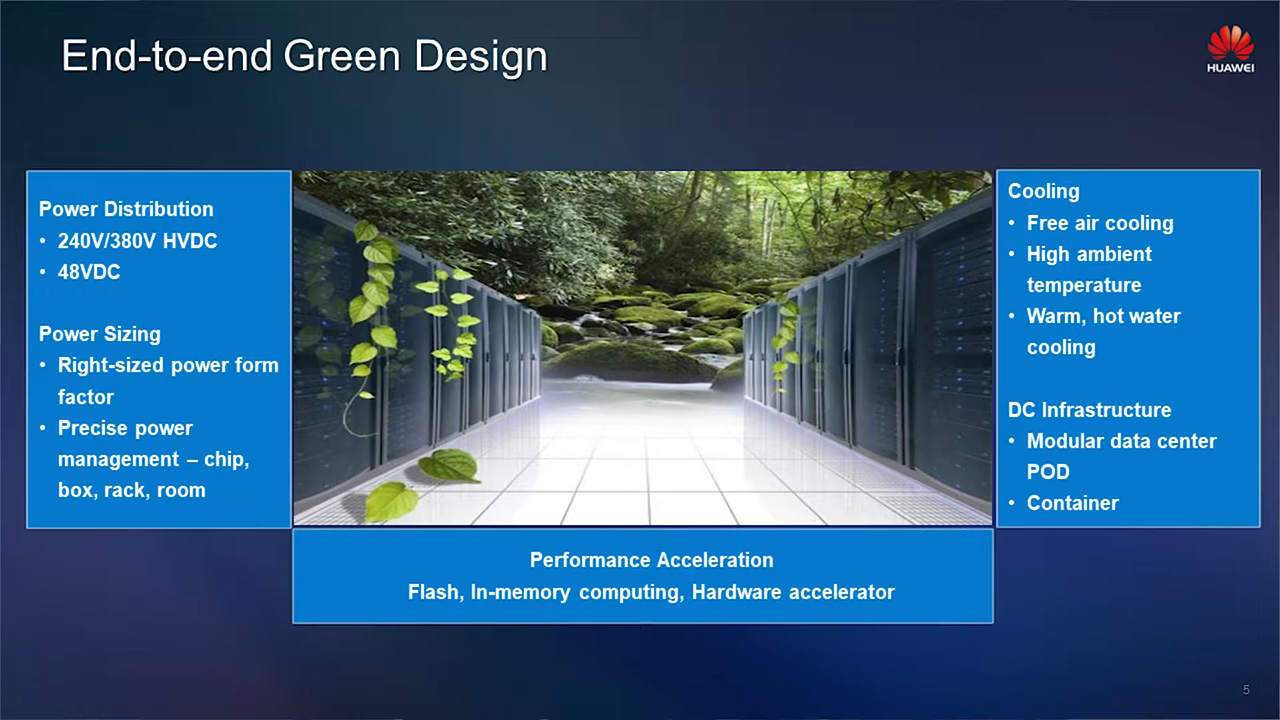 End-to-end Green Design
HUAWEI
Power Distribution
• 240V/380V HVDC
• 48VDC
Power Sizing
• Right-sized power form
factor
• Precise power
management – chip,
box, rack, room
Cooling
• Free air cooling
• High ambient
temperature
• Warm, hot water
cooling
DC Infrastructure
• Modular data center
POD
• Container
Performance Acceleration
Flash, In-memory computing, Hardware accelerator
5